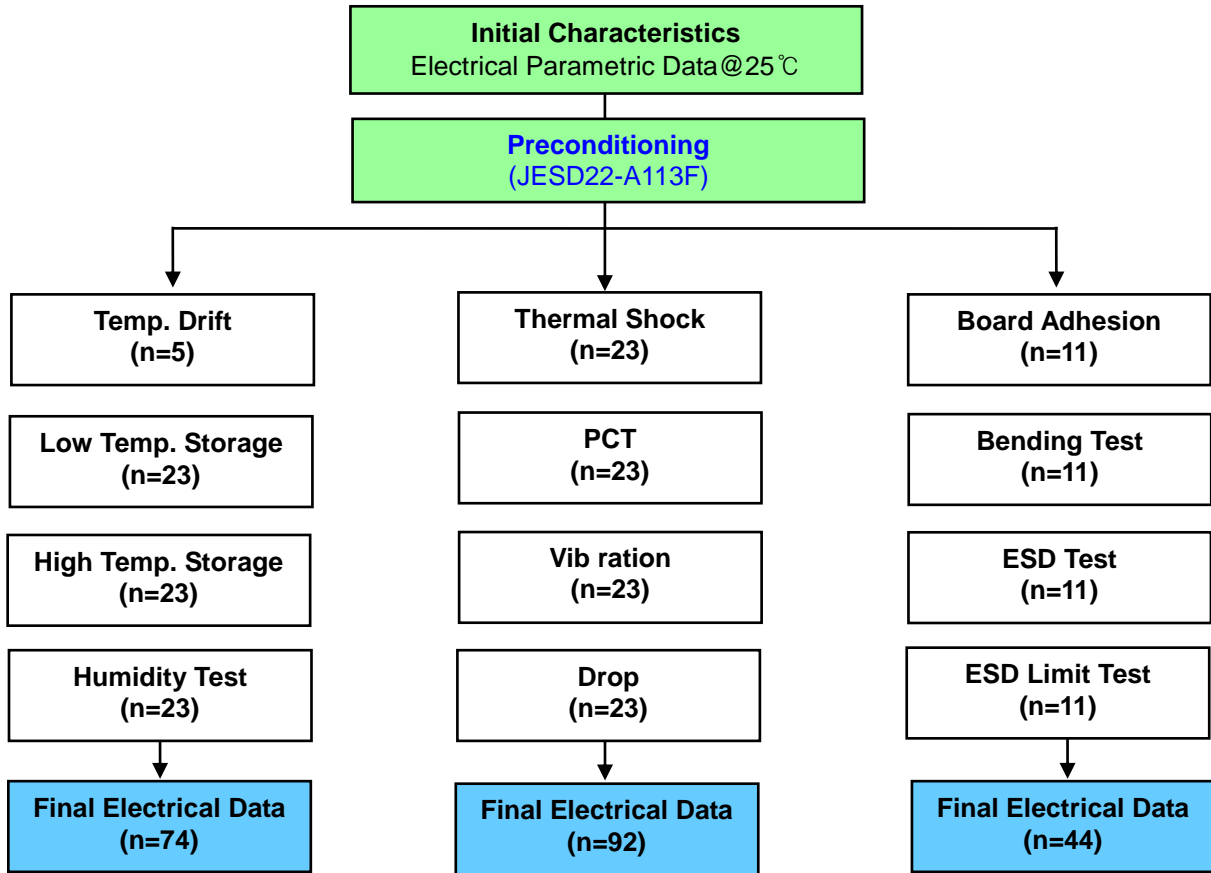 Initial Characteristics
Electrical Parametric Data@25℃
Preconditioning
(JESD22-A113F)
Temp. Drift
(n=5)
Thermal Shock
(n=23)
Board Adhesion
(n=11)
Low Temp. Storage
(n=23)
PCT
(n=23)
Bending Test
(n=11)
High Temp. Storage
(n=23)
Vib ration
(n=23)
ESD Test
(n=11)
Humidity Test
(n=23)
Drop
(n=23)
ESD Limit Test
(n=11)
Final Electrical Data
(n=74)
Final Electrical Data
(n=92)
Final Electrical Data
(n=44)